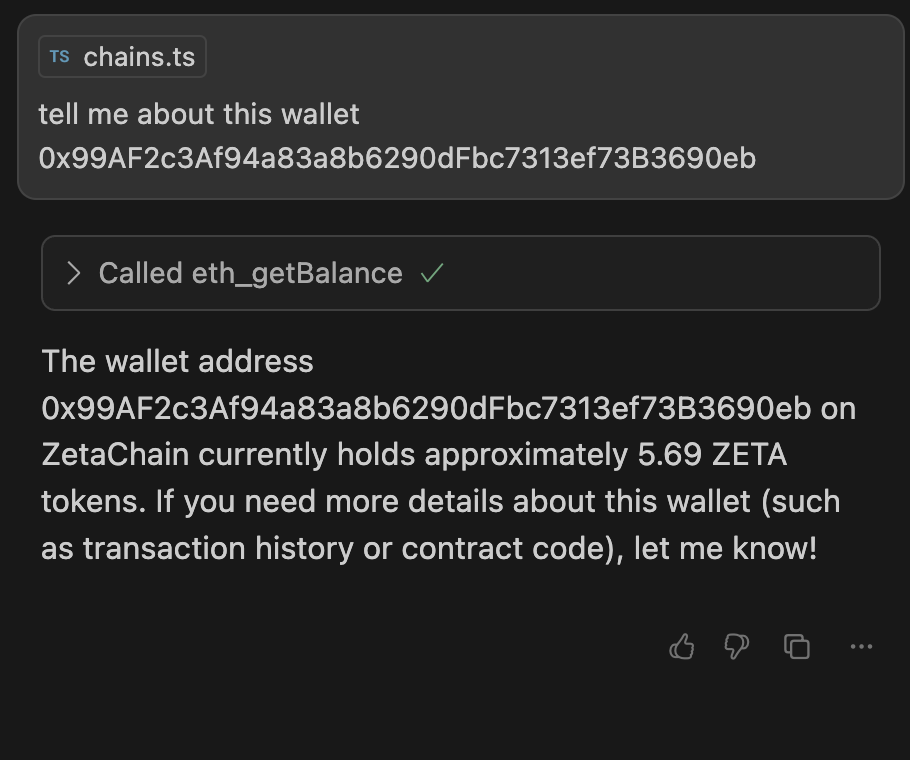 TS chains.ts
tell me about this wallet
0x99AF2c3Af94a83a8b6290dFbc7313ef73B3690eb
Called eth_getBalance
The wallet address
0x99AF2c3Af94a83a8b6290dFbc7313ef73B3690eb on
ZetaChain currently holds approximately 5.69 ZETA
tokens. If you need more details about this wallet (such
as transaction history or contract code), let me know!